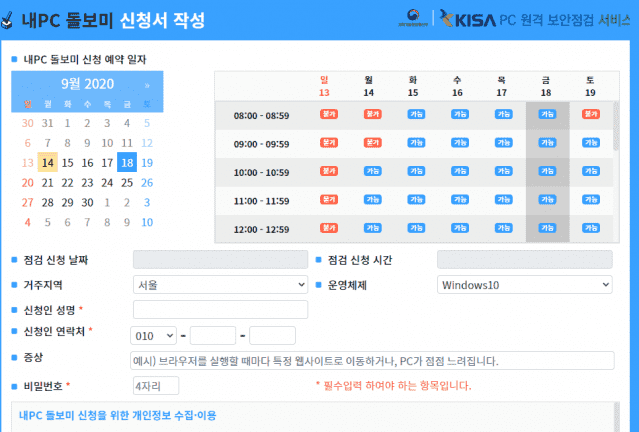 내PC 돌보미 신청서 작성
KISA PC 원격 보안점검 서비스
내PC 돌보미 신청 예약 일자
9월 2020 »
일 월 화 수 목 금 토
30 31 1 2 3 4 5
6 7 8 9 10 11 12
13 14 15 16 17 18 19
20 21 22 23 24 25 26
27 28 29 30 1 2 3
4 5 6 7 8 9 10
일 월 화 수 목 금 토
13 14 15 16 17 18 19
08:00 - 08:59 불가 불가 가능 가능 가능 가능 불가
09:00 - 09:59 불가 불가 가능 가능 가능 가능 가능
10:00 - 10:59 불가 가능 가능 가능 가능 가능 가능
11:00 - 11:59 불가 가능 가능 가능 가능 가능 가능
12:00 - 12:59 불가 가능 가능 가능 가능 가능 가능
점검 신청 날짜 점검 신청 시간
거주지역 서울 운영체제 Windows10
신청인 성명 *
신청인 연락처 * 010 - -
증상 예시) 브라우저를 실행할 때마다 특정 웹사이트로 이동하거나, PC가 점점 느려집니다.
비밀번호 * 4자리 * 필수입력 하여야 하는 항목입니다.
내PC 돌보미 신청을 위한 개인정보 수집·이용